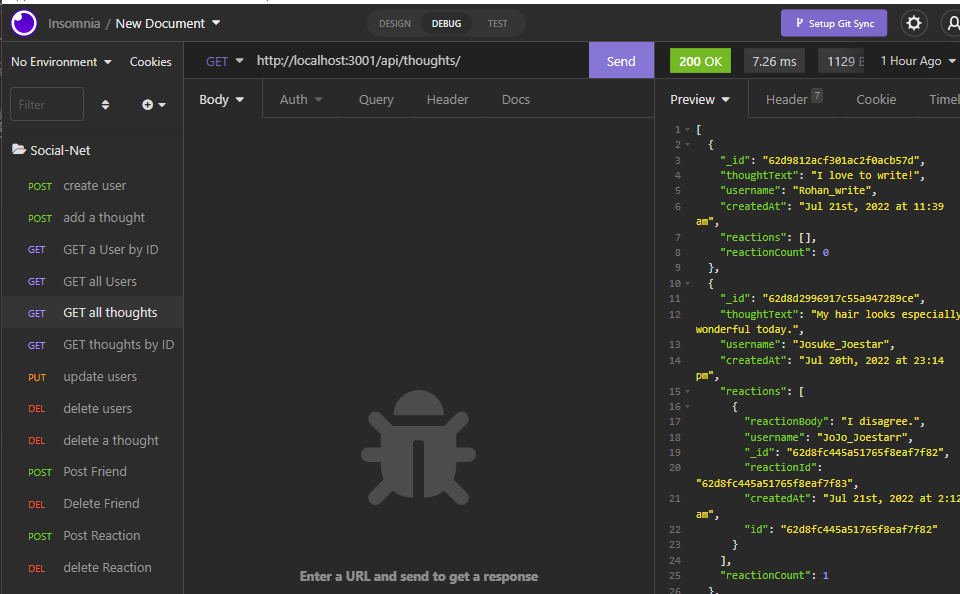 Insomnia / New Document
DESIGN DEBUG TEST
Setup Git Sync
No Environment Cookies
GET http://localhost:3001/api/thoughts/ Send
200 OK 7.26 ms 1129 B 1 Hour Ago
Filter
Body Auth Query Header Docs
Preview Header 7 Cookie Timel
Social-Net
POST create user
POST add a thought
GET GET a User by ID
GET GET all Users
GET GET all thoughts
GET GET thoughts by ID
PUT update users
DEL delete users
DEL delete a thought
POST Post Friend
DEL Delete Friend
POST Post Reaction
DEL delete Reaction
Enter a URL and send to get a response
1 [
2 {
3 "_id": "62d9812acf301ac2f0acb57d",
4 "thoughtText": "I love to write!",
5 "username": "Rohan_write",
6 "createdAt": "Jul 21st, 2022 at 11:39
am",
7 "reactions": [],
8 "reactionCount": 0
9 },
10 {
11 "_id": "62d8d2996917c55a947289ce",
12 "thoughtText": "My hair looks especially
wonderful today.",
13 "username": "Josuke_Joestar",
14 "createdAt": "Jul 20th, 2022 at 23:14
pm",
15 "reactions": [
16 {
17 "reactionBody": "I disagree.",
18 "username": "JoJo_Joestarr",
19 "_id": "62d8fc445a51765f8eaf7f82",
20 "reactionId":
"62d8fc445a51765f8eaf7f83",
21 "createdAt": "Jul 21st, 2022 at 2:12
am",
22 "id": "62d8fc445a51765f8eaf7f82"
23 }
24 ],
25 "reactionCount": 1
26 },